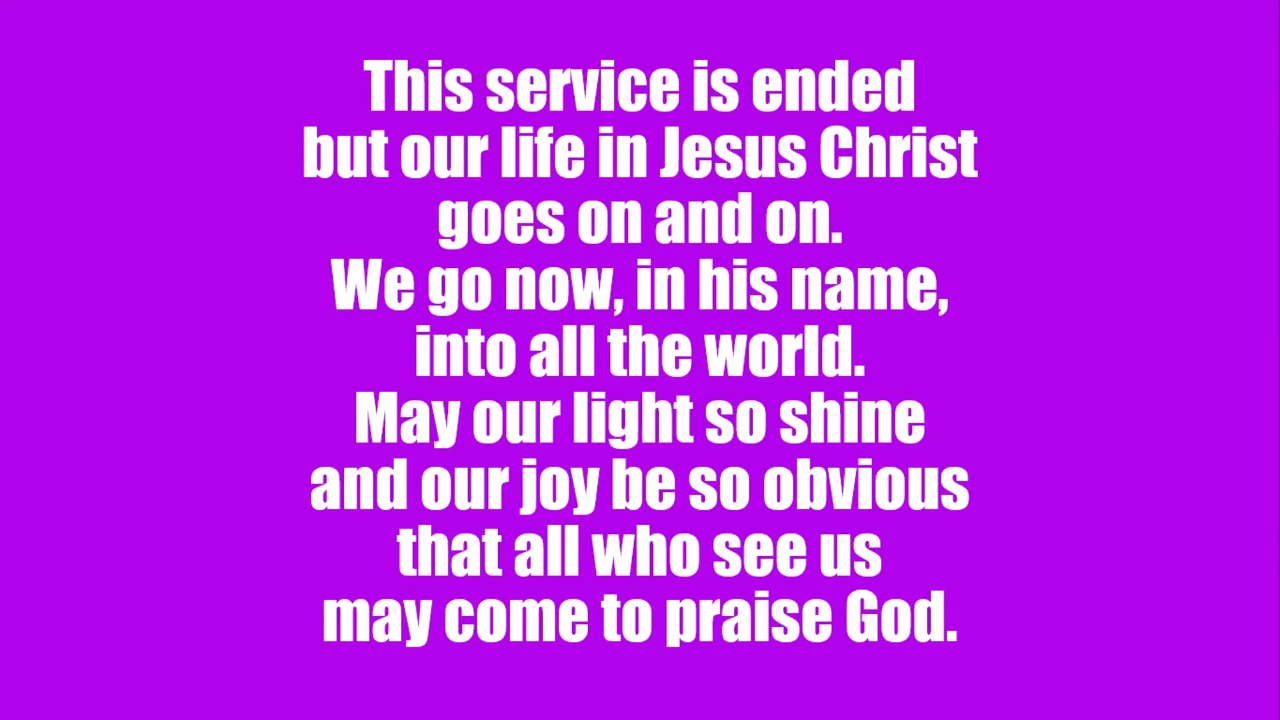 This service is ended
but our life in Jesus Christ
goes on and on.
We go now, in his name,
into all the world.
May our light so shine
and our joy be so obvious
that all who see us
may come to praise God.